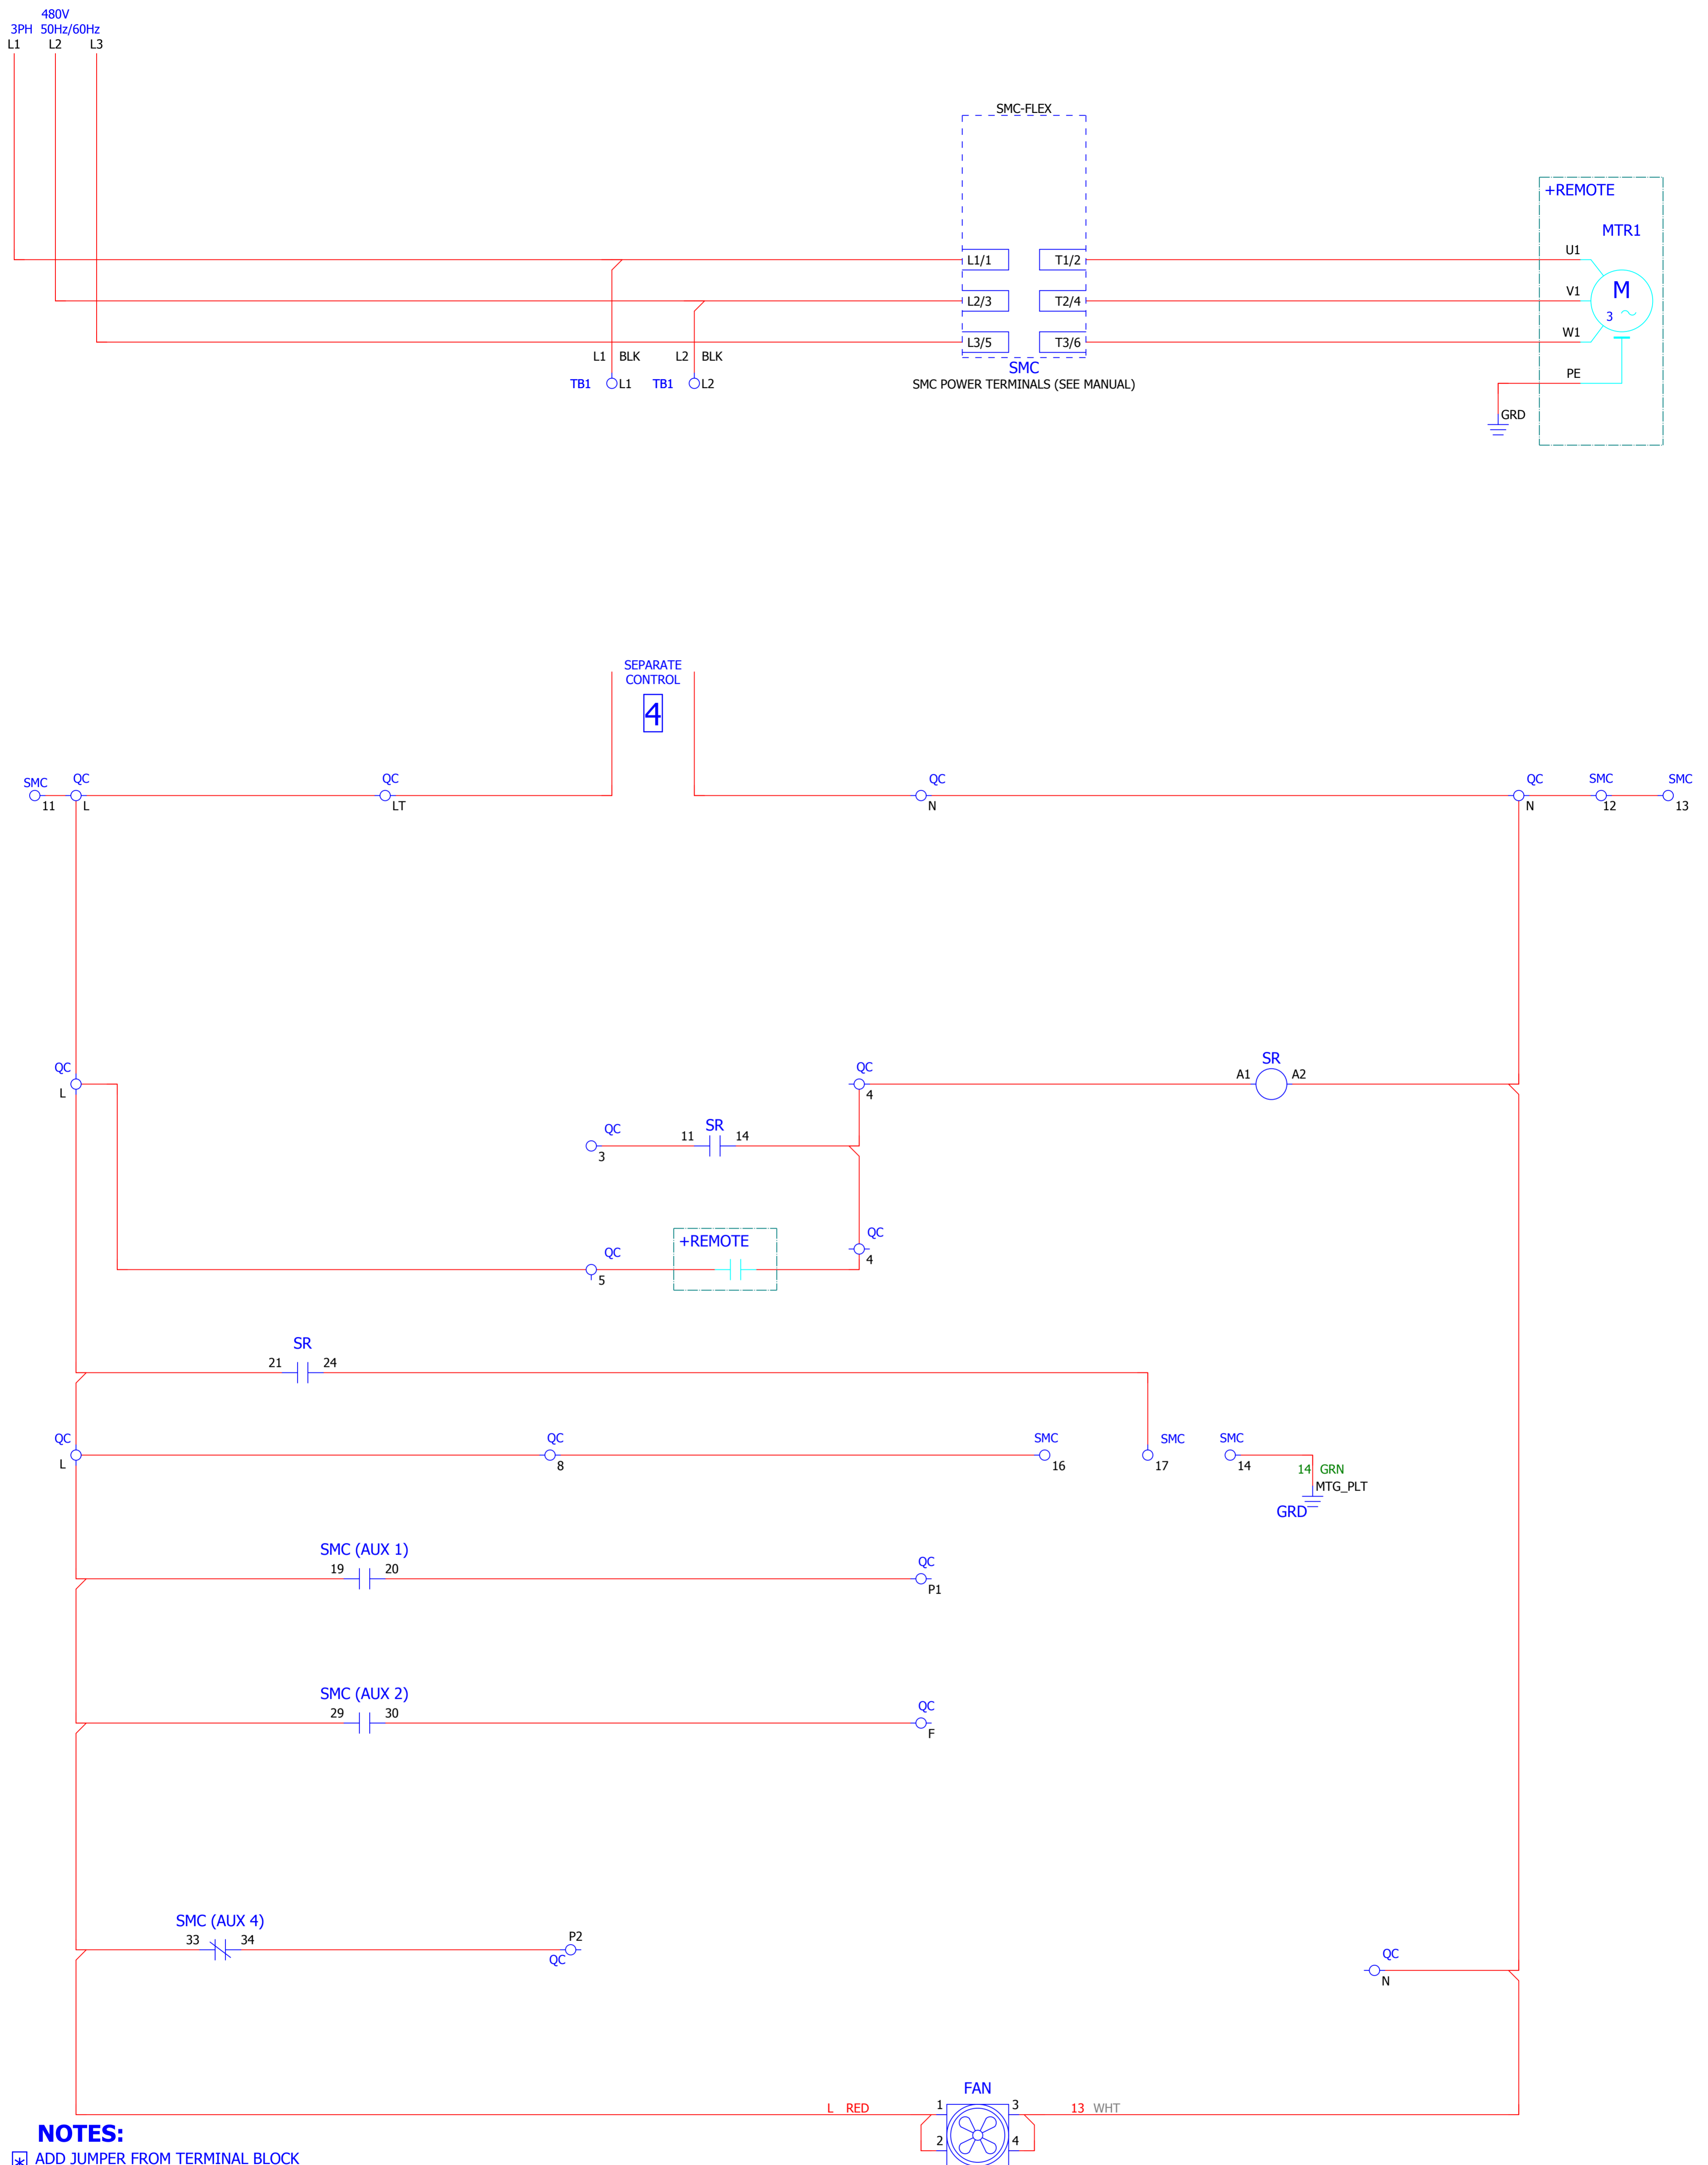 480V
3PH 50Hz/60Hz
L1 L2 L3
SMC-FLEX
+REMOTE
MTR1
L1/1 T1/2 U1
L2/3 T2/4 V1 M
3
L3/5 T3/6 W1
L1 BLK L2 BLK
SMC
TB1 L1 TB1 L2
SMC POWER TERMINALS (SEE MANUAL)
PE
GRD
SEPARATE
CONTROL
4
SMC QC QC QC QC SMC SMC
11 L LT N N 12 13
QC QC SR
L 4 A1 A2
QC SR
3 11 14
QC +REMOTE QC
5 4
SR
21 24
QC QC SMC SMC SMC
L 8 16 17 14
14 GRN
MTG_PLT
GRD
SMC (AUX 1)
19 20 QC
P1
SMC (AUX 2)
29 30 QC
F
SMC (AUX 4)
33 34 P2
QC
QC
N
FAN
L RED 1 3 13 WHT
2 4
NOTES:
* ADD JUMPER FROM TERMINAL BLOCK